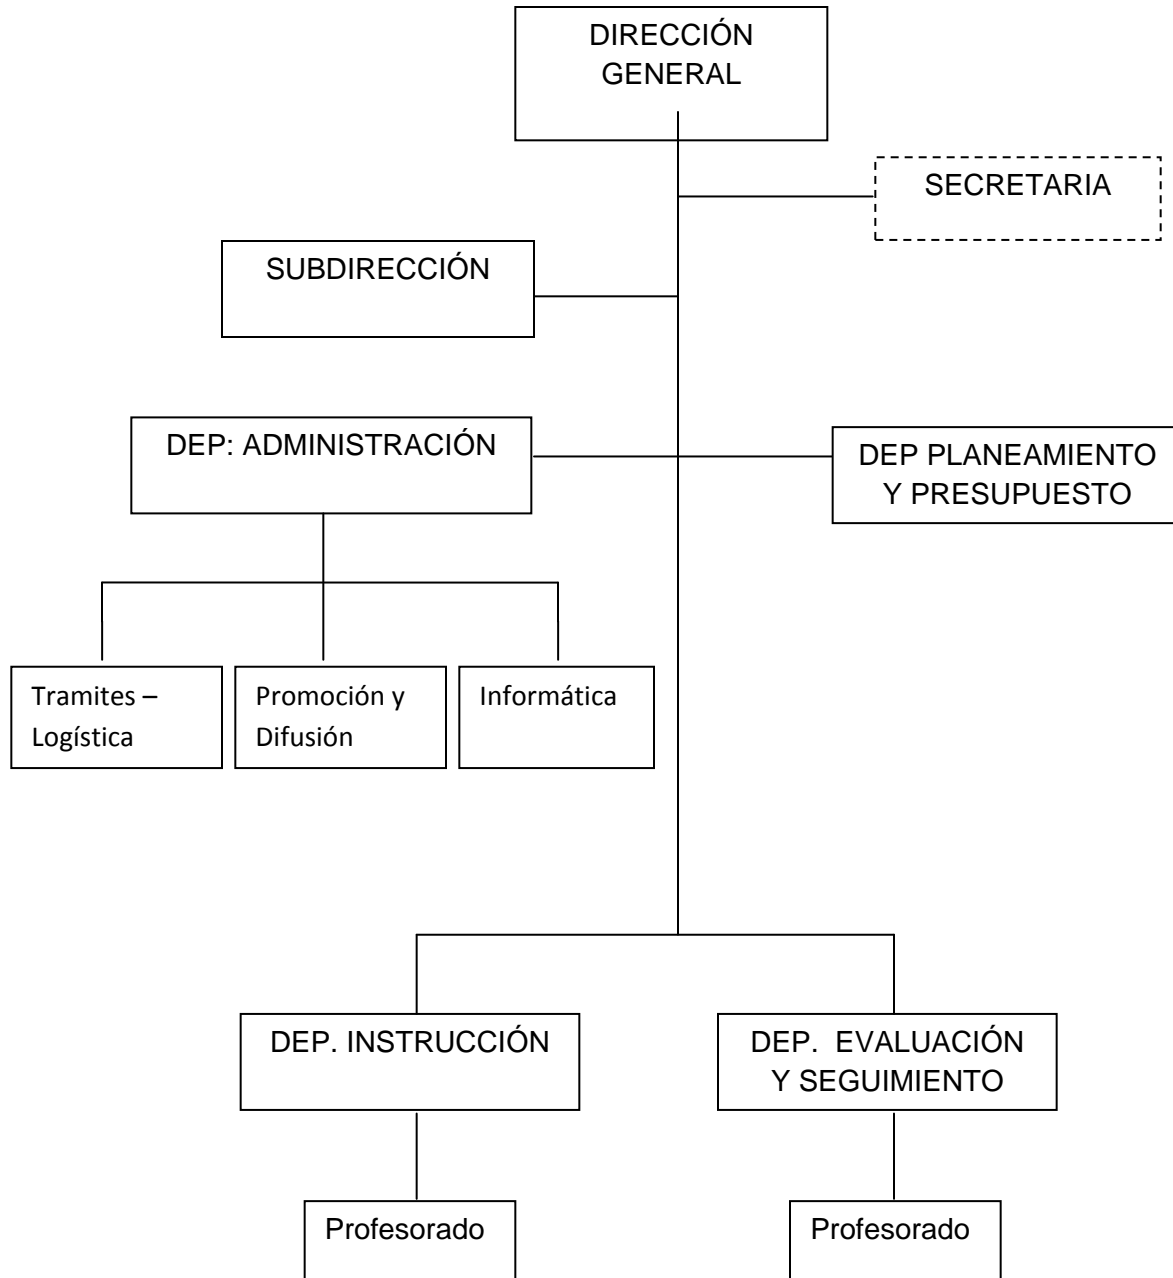 DIRECCIÓN
GENERAL
SECRETARIA
SUBDIRECCIÓN
DEP: ADMINISTRACIÓN
DEP PLANEAMIENTO
Y PRESUPUESTO
Tramites –
Logística
Promoción y
Difusión
Informática
DEP. INSTRUCCIÓN
DEP. EVALUACIÓN
Y SEGUIMIENTO
Profesorado
Profesorado